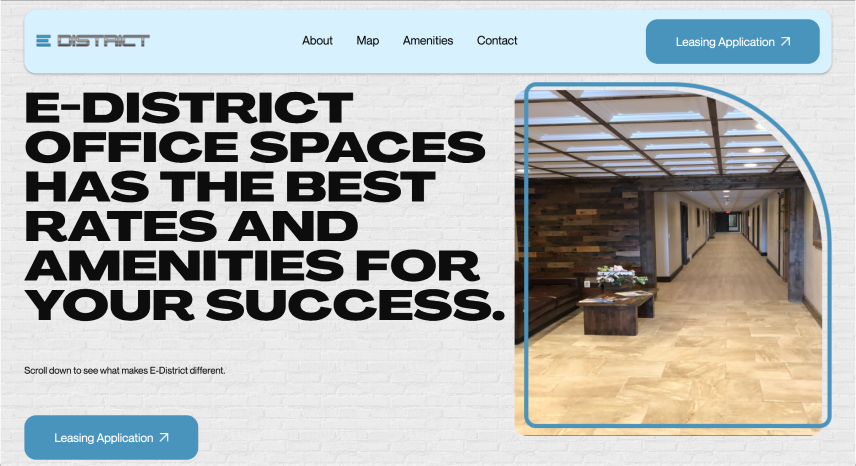 E DISTRICT
About
Map
Amenities
Contact
Leasing Application
E-DISTRICT
OFFICE SPACES
HAS THE BEST
RATES AND
AMENITIES FOR
YOUR SUCCESS.
Scroll down to see what makes E-District different.
Leasing Application